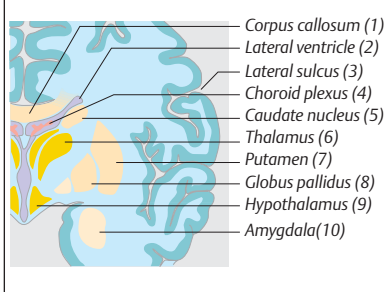 Corpus callosum (1)
Lateral ventricle (2)
Lateral sulcus (3)
Choroid plexus (4)
Caudate nucleus (5)
Thalamus (6)
Putamen (7)
Globus pallidus (8)
Hypothalamus (9)
Amygdala(10)